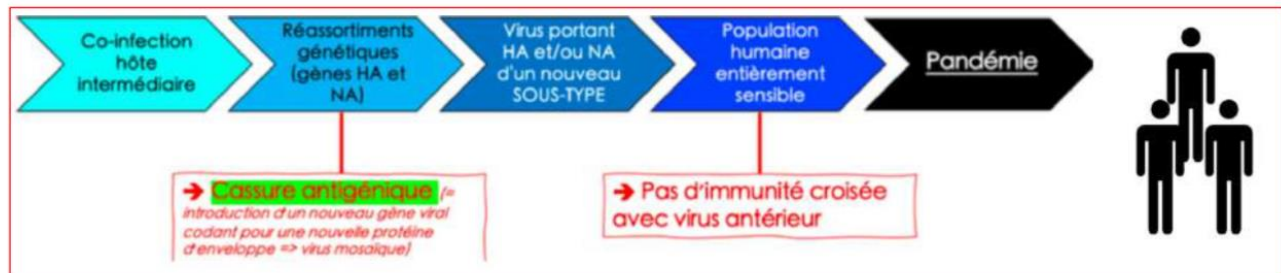 Co-infection
hôte
intermédiaire
Réassortiments
génétiques
(gènes HA et
NA)
Virus portant
HA et/ou NA
d'un nouveau
SOUS-TYPE
Population
humaine
entièrement
sensible
Pandémie
➔ Cassure antigénique (=
introduction d'un nouveau gène viral
codant pour une nouvelle protéine
d'enveloppe => virus mosaïque)
➔ Pas d'immunité croisée
avec virus antérieur